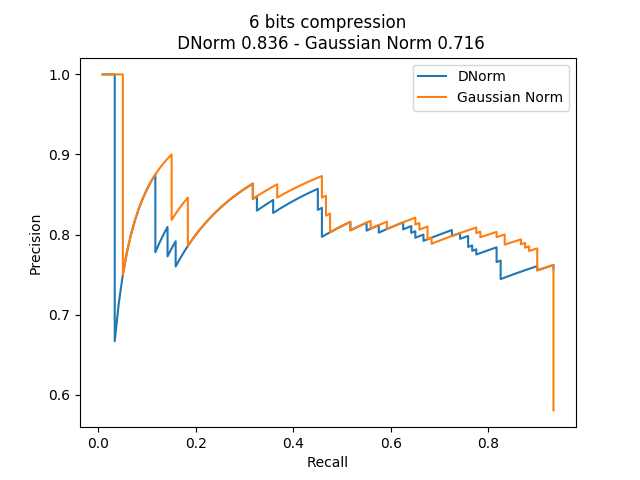 6 bits compression
DNorm 0.836 - Gaussian Norm 0.716
DNorm
Gaussian Norm
1.0
0.9
0.8
0.7
0.6
Precision
0.0 0.2 0.4 0.6 0.8
Recall